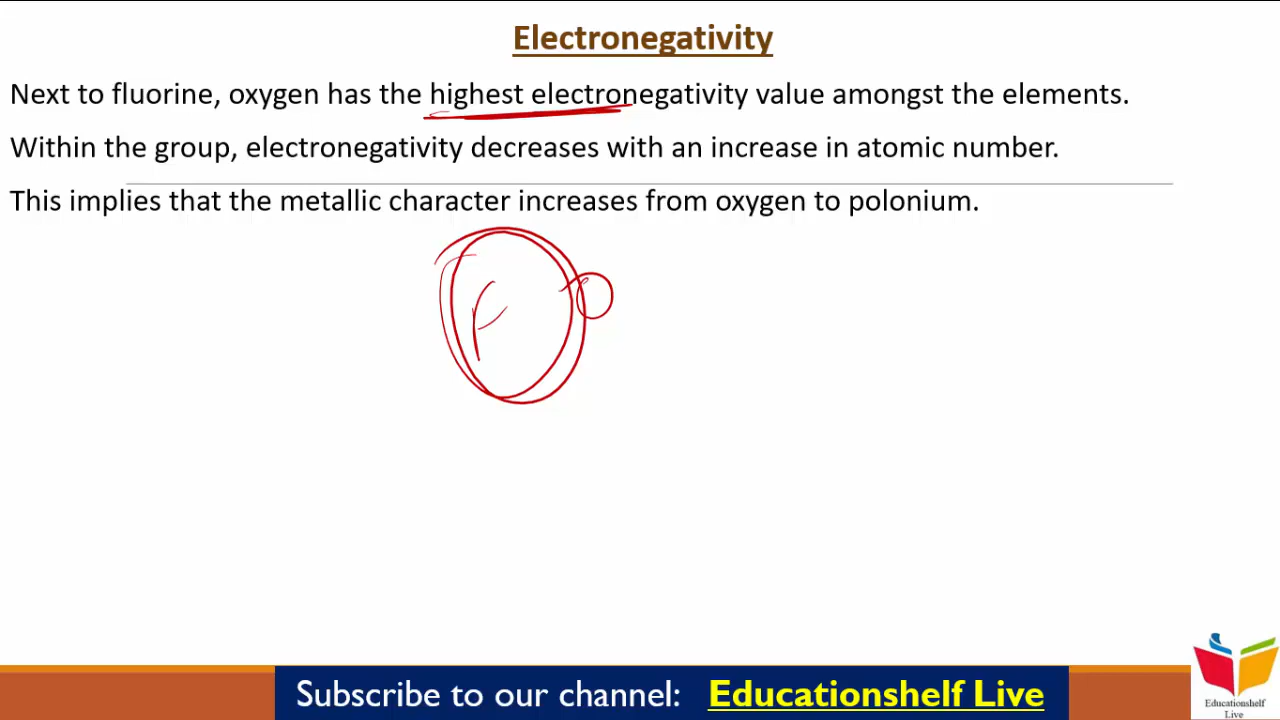 Electronegativity
Next to fluorine, oxygen has the highest electronegativity value amongst the elements.
Within the group, electronegativity decreases with an increase in atomic number.
This implies that the metallic character increases from oxygen to polonium.
F
Subscribe to our channel: Educationshelf Live
Educationshelf
Live